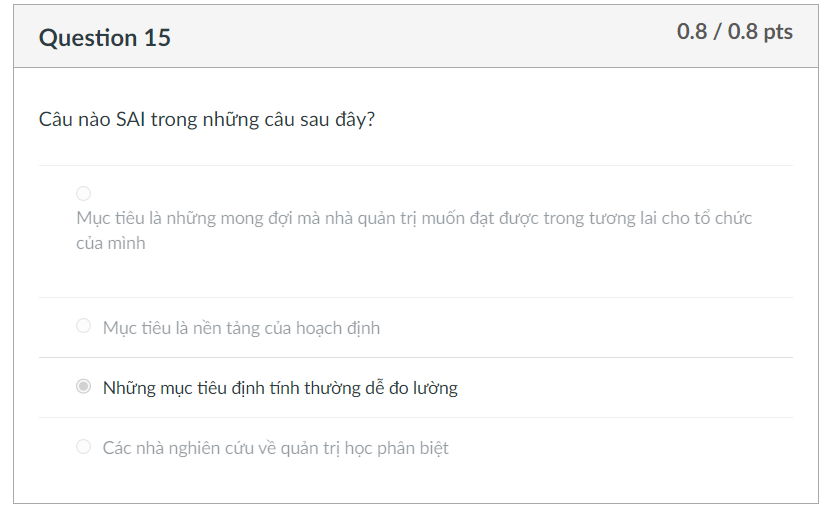 Question 15
0.8 / 0.8 pts
Câu nào SAI trong những câu sau đây?
Mục tiêu là những mong đợi mà nhà quản trị muốn đạt được trong tương lai cho tổ chức
của mình
Mục tiêu là nền tảng của hoạch định
Những mục tiêu định tính thường dễ đo lường
Các nhà nghiên cứu về quản trị học phân biệt